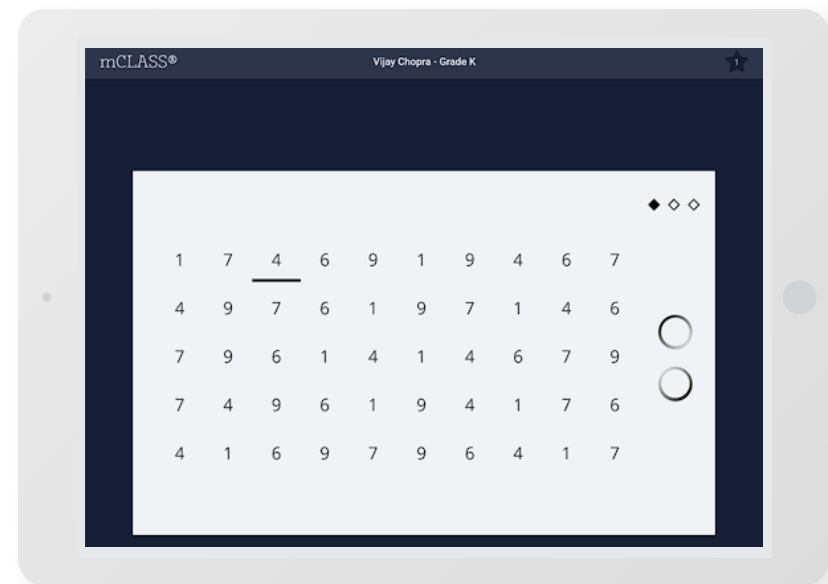 mCLASS® Vijay Chopra - Grade K 1
1 7 4 6 9 1 9 4 6 7
4 9 7 6 1 9 7 1 4 6
7 9 6 1 4 1 4 6 7 9
7 4 9 6 1 9 4 1 7 6
4 1 6 9 7 9 6 4 1 7